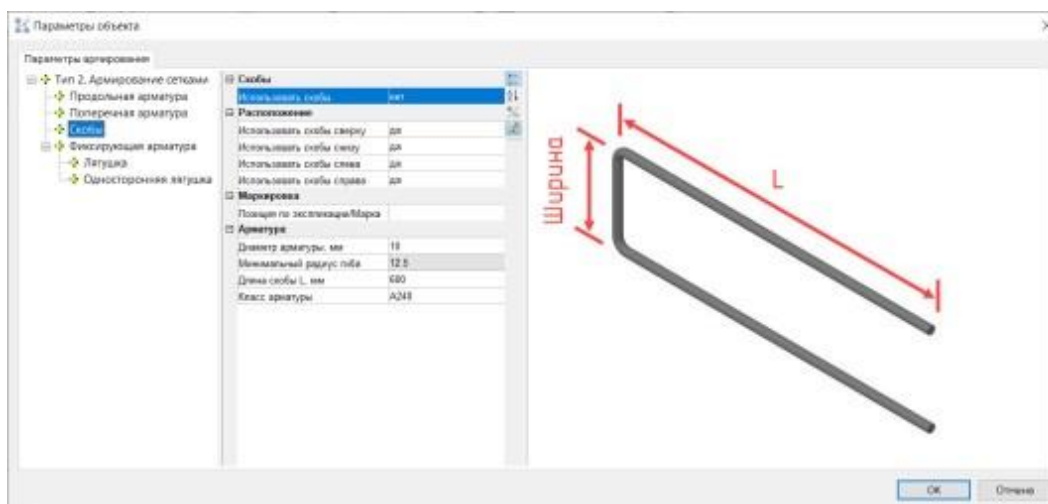 Параметры объекта
Параметры армирования
Тип 2. Армирование сетками
Продольная арматура
Поперечная арматура
Скобы
Фиксирующая арматура
Лягушка
Односторонняя лягушка
Скобы
Использовать скобы нет
Расположение
Использовать скобы сверху да
Использовать скобы снизу да
Использовать скобы слева да
Использовать скобы справа да
Маркировка
Позиция по экспликации/Марка
Арматура
Диаметр арматуры, мм 10
Минимальный радиус гиба 12.5
Длина скобы L, мм 600
Класс арматуры А240
Ширина
L
ОК
Отмена